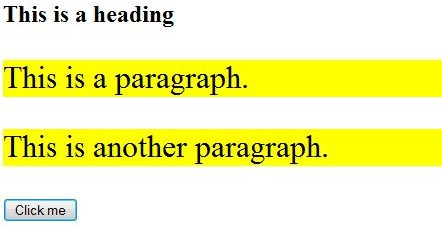 This is a heading
This is a paragraph.
This is another paragraph.
Click me